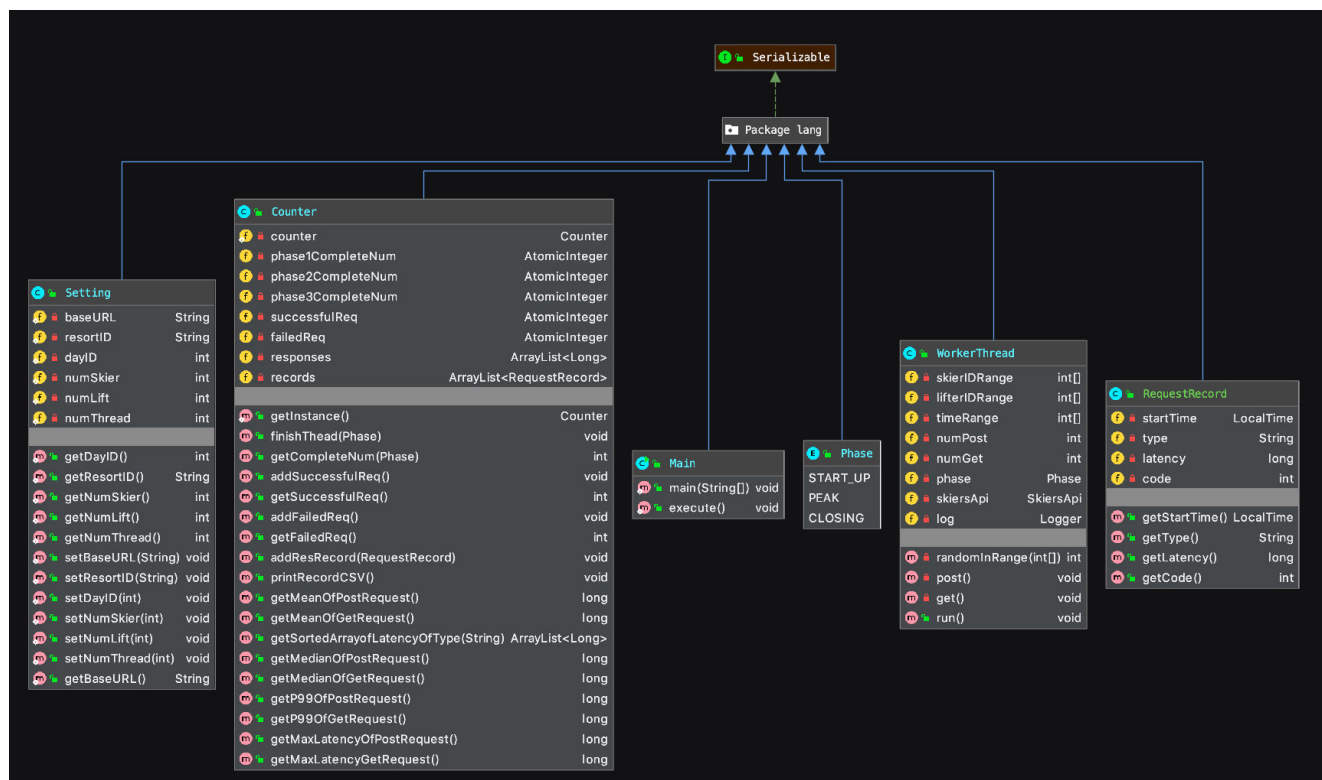 Serializable
Package lang
Setting
baseURL String
resortID String
dayID int
numSkier int
numLift int
numThread int
getDayID() int
getResortID() String
getNumSkier() int
getNumLift() int
getNumThread() int
setBaseURL(String) void
setResortID(String) void
setDayID(int) void
setNumSkier(int) void
setNumLift(int) void
setNumThread(int) void
getBaseURL() String
Counter
counter Counter
phase1CompleteNum AtomicInteger
phase2CompleteNum AtomicInteger
phase3CompleteNum AtomicInteger
successfulReq AtomicInteger
failedReq AtomicInteger
responses ArrayList<Long>
records ArrayList<RequestRecord>
getInstance() Counter
finishThead(Phase) void
getCompleteNum(Phase) int
addSuccessfulReq() void
getSuccessfulReq() int
addFailedReq() void
getFailedReq() int
addResRecord(RequestRecord) void
printRecordCSV() void
getMeanOfPostRequest() long
getMeanOfGetRequest() long
getSortedArrayofLatencyOfType(String) ArrayList<Long>
getMedianOfPostRequest() long
getMedianOfGetRequest() long
getP99OfPostRequest() long
getP99OfGetRequest() long
getMaxLatencyOfPostRequest() long
getMaxLatencyGetRequest() long
Main
main(String[]) void
execute() void
Phase
START_UP
PEAK
CLOSING
WorkerThread
skierIDRange int[]
lifterIDRange int[]
timeRange int[]
numPost int
numGet int
phase Phase
skiersApi SkiersApi
log Logger
randomInRange(int[]) int
post() void
get() void
run() void
RequestRecord
startTime LocalTime
type String
latency long
code int
getStartTime() LocalTime
getType() String
getLatency() long
getCode() int